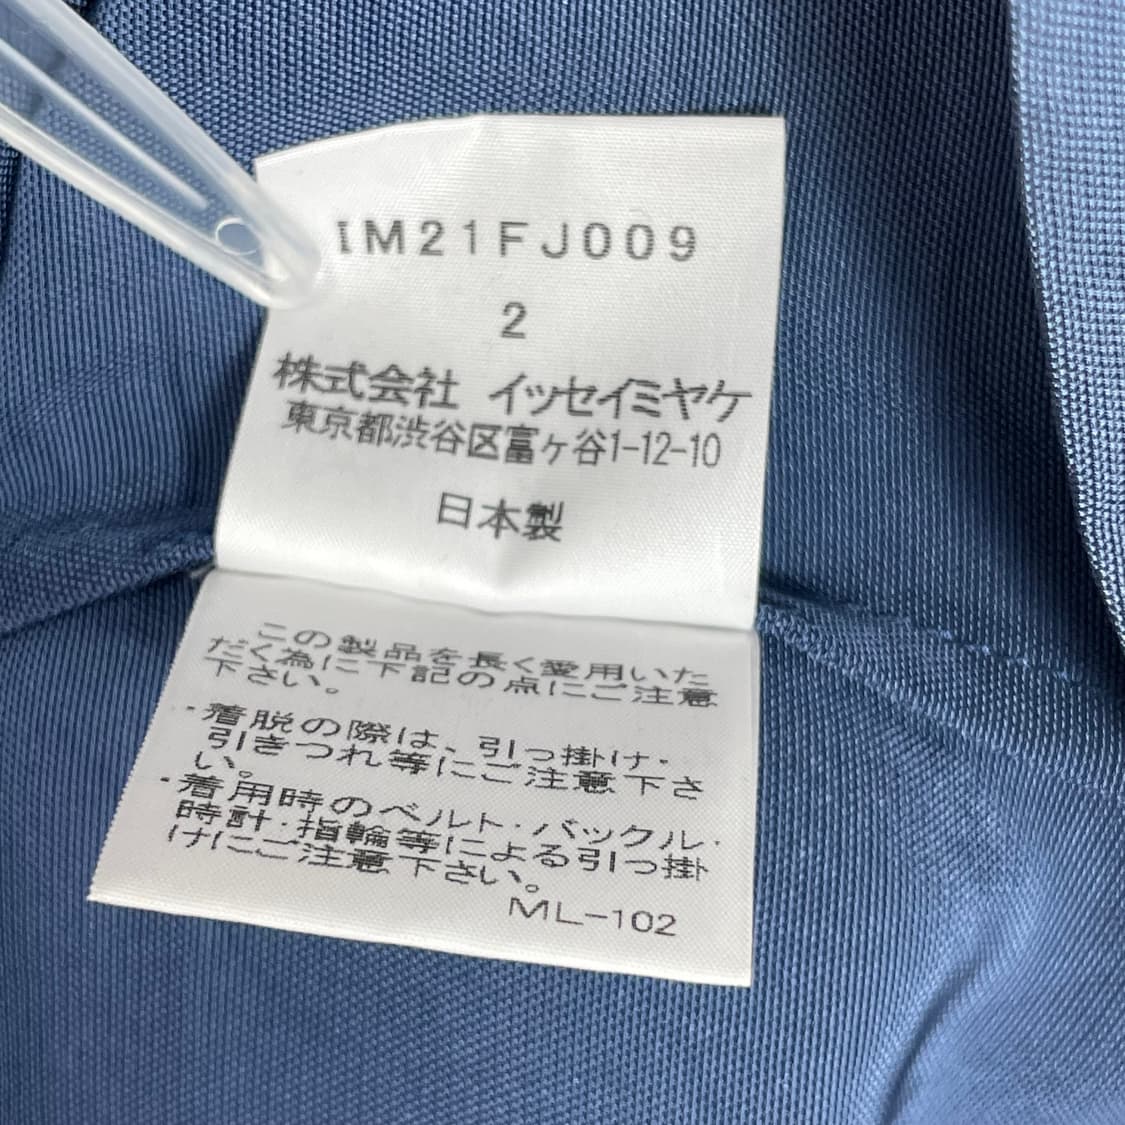 IM21FJ009
2
株式会社 イッセイミヤケ
東京都渋谷区富ヶ谷1-12-10
日本製
この製品を長く愛用いた
だく為に下記の点にご注意
下さい。
・着脱の際は、引っ掛け・
引きつれ等にご注意下さ
い。
・着用時のベルト・バックル・
時計・指輪等による引っ掛
けにご注意下さい。
ML-102